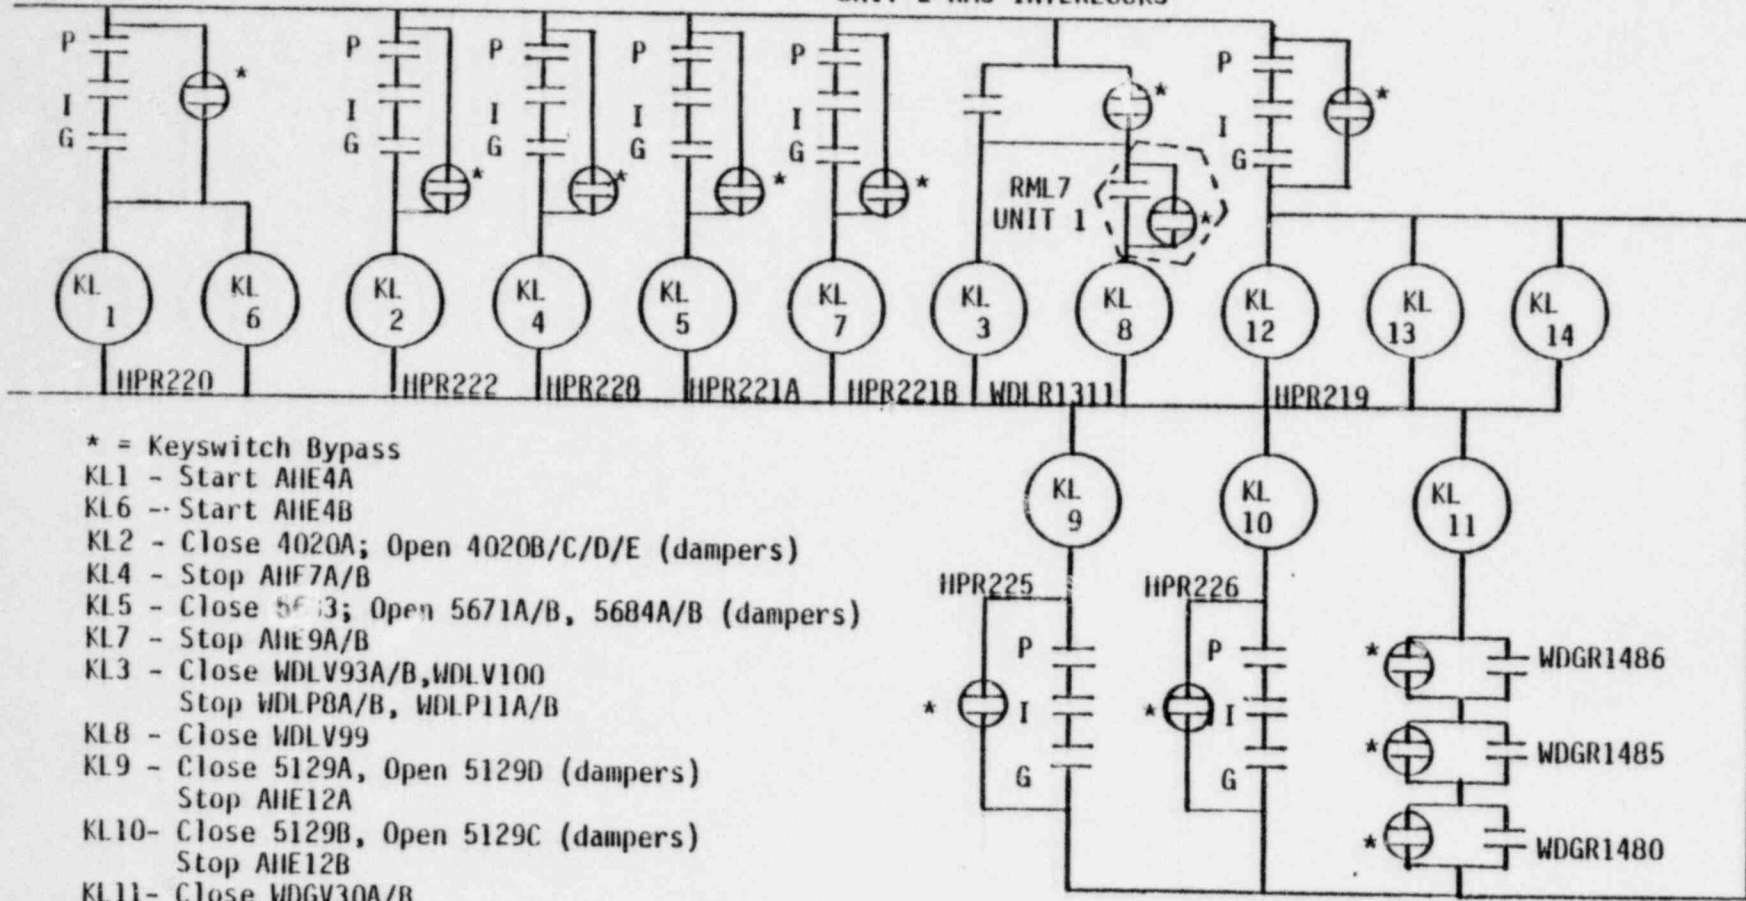 P P P P P P
I I I I I I
G G G G G G
* * * * * * * *
RML7
UNIT 1 *
KL 1 KL 6 KL 2 KL 4 KL 5 KL 7 KL 3 KL 8 KL 12 KL 13 KL 14
HPR220 HPR222 HPR228 HPR221A HPR221B WDLR1311 HPR219
* = Keyswitch Bypass
KL1 - Start AHE4A
KL6 - Start AHE4B
KL2 - Close 4020A; Open 4020B/C/D/E (dampers)
KL4 - Stop AHF7A/B
KL5 - Close ; Open 5671A/B, 5684A/B (dampers)
KL7 - Stop AHE9A/B
KL3 - Close WDLV93A/B,WDLV100
Stop WDLP8A/B, WDLP11A/B
KL8 - Close WDLV99
KL9 - Close 5129A, Open 5129D (dampers)
Stop AHE12A
KL10- Close 5129B, Open 5129C (dampers)
Stop AHE12B
KL11- Close WDGV30A/B
KL 9 KL 10 KL 11
HPR225 HPR226
P P
* I * I
G G
* WDGR1486
* WDGR1485
* WDGR1480